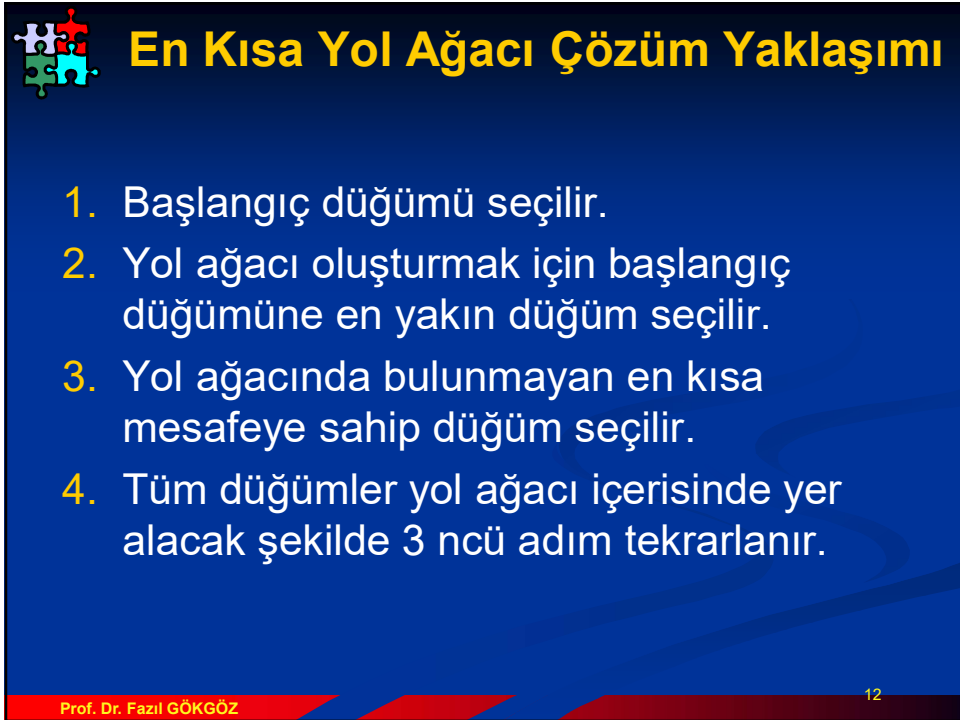 En Kısa Yol Ağacı Çözüm Yaklaşımı
1. Başlangıç düğümü seçilir.
2. Yol ağacı oluşturmak için başlangıç
düğümüne en yakın düğüm seçilir.
3. Yol ağacında bulunmayan en kısa
mesafeye sahip düğüm seçilir.
4. Tüm düğümler yol ağacı içerisinde yer
alacak şekilde 3 ncü adım tekrarlanır.
Prof. Dr. Fazıl GÖKGÖZ
12